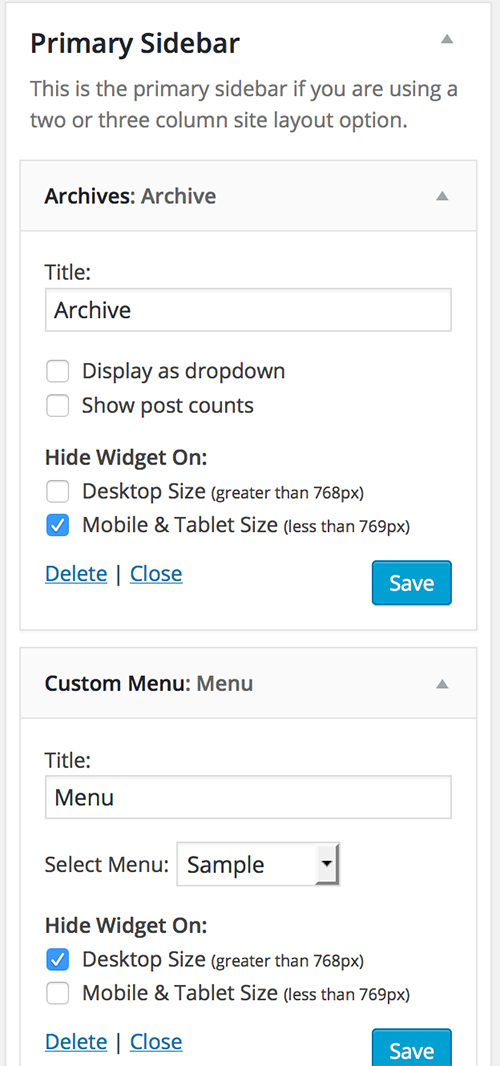 Primary Sidebar
This is the primary sidebar if you are using a
two or three column site layout option.
Archives: Archive
Title:
Archive
Display as dropdown
Show post counts
Hide Widget On:
Desktop Size (greater than 768px)
Mobile & Tablet Size (less than 769px)
Delete | Close
Save
Custom Menu: Menu
Title:
Menu
Select Menu: Sample
Hide Widget On:
Desktop Size (greater than 768px)
Mobile & Tablet Size (less than 769px)
Delete | Close
Save